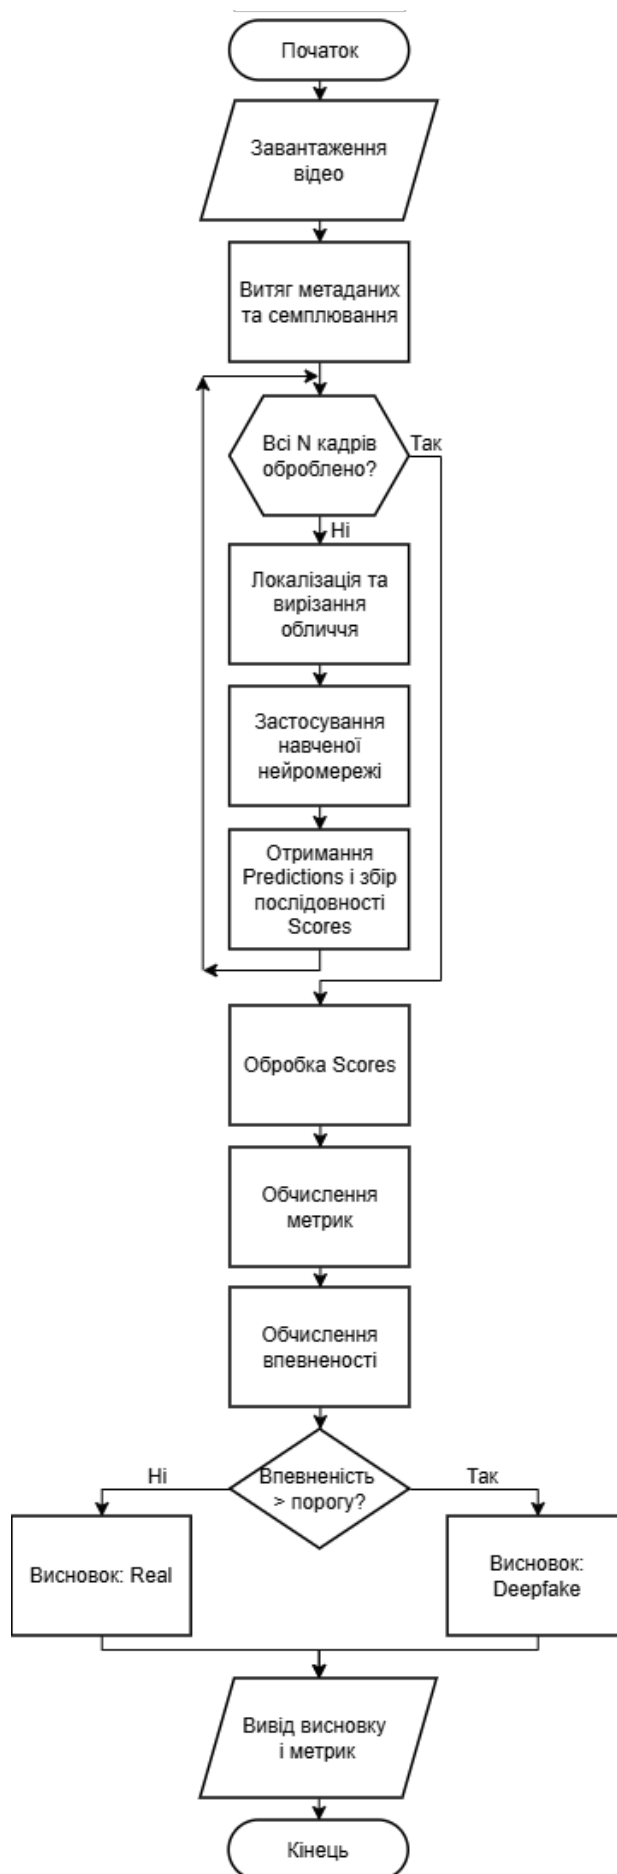 Початок
Завантаження
відео
Витяг метаданих
та семплювання
Всі N кадрів
оброблено?
Так
Ні
Локалізація та
вирізання
обличчя
Застосування
навченої
нейромережі
Отримання
Predictions і збір
послідовності
Scores
Обробка Scores
Обчислення
метрик
Обчислення
впевненості
Впевненість
> порогу?
Ні
Так
Висновок: Real
Висновок:
Deepfake
Вивід висновку
і метрик
Кінець